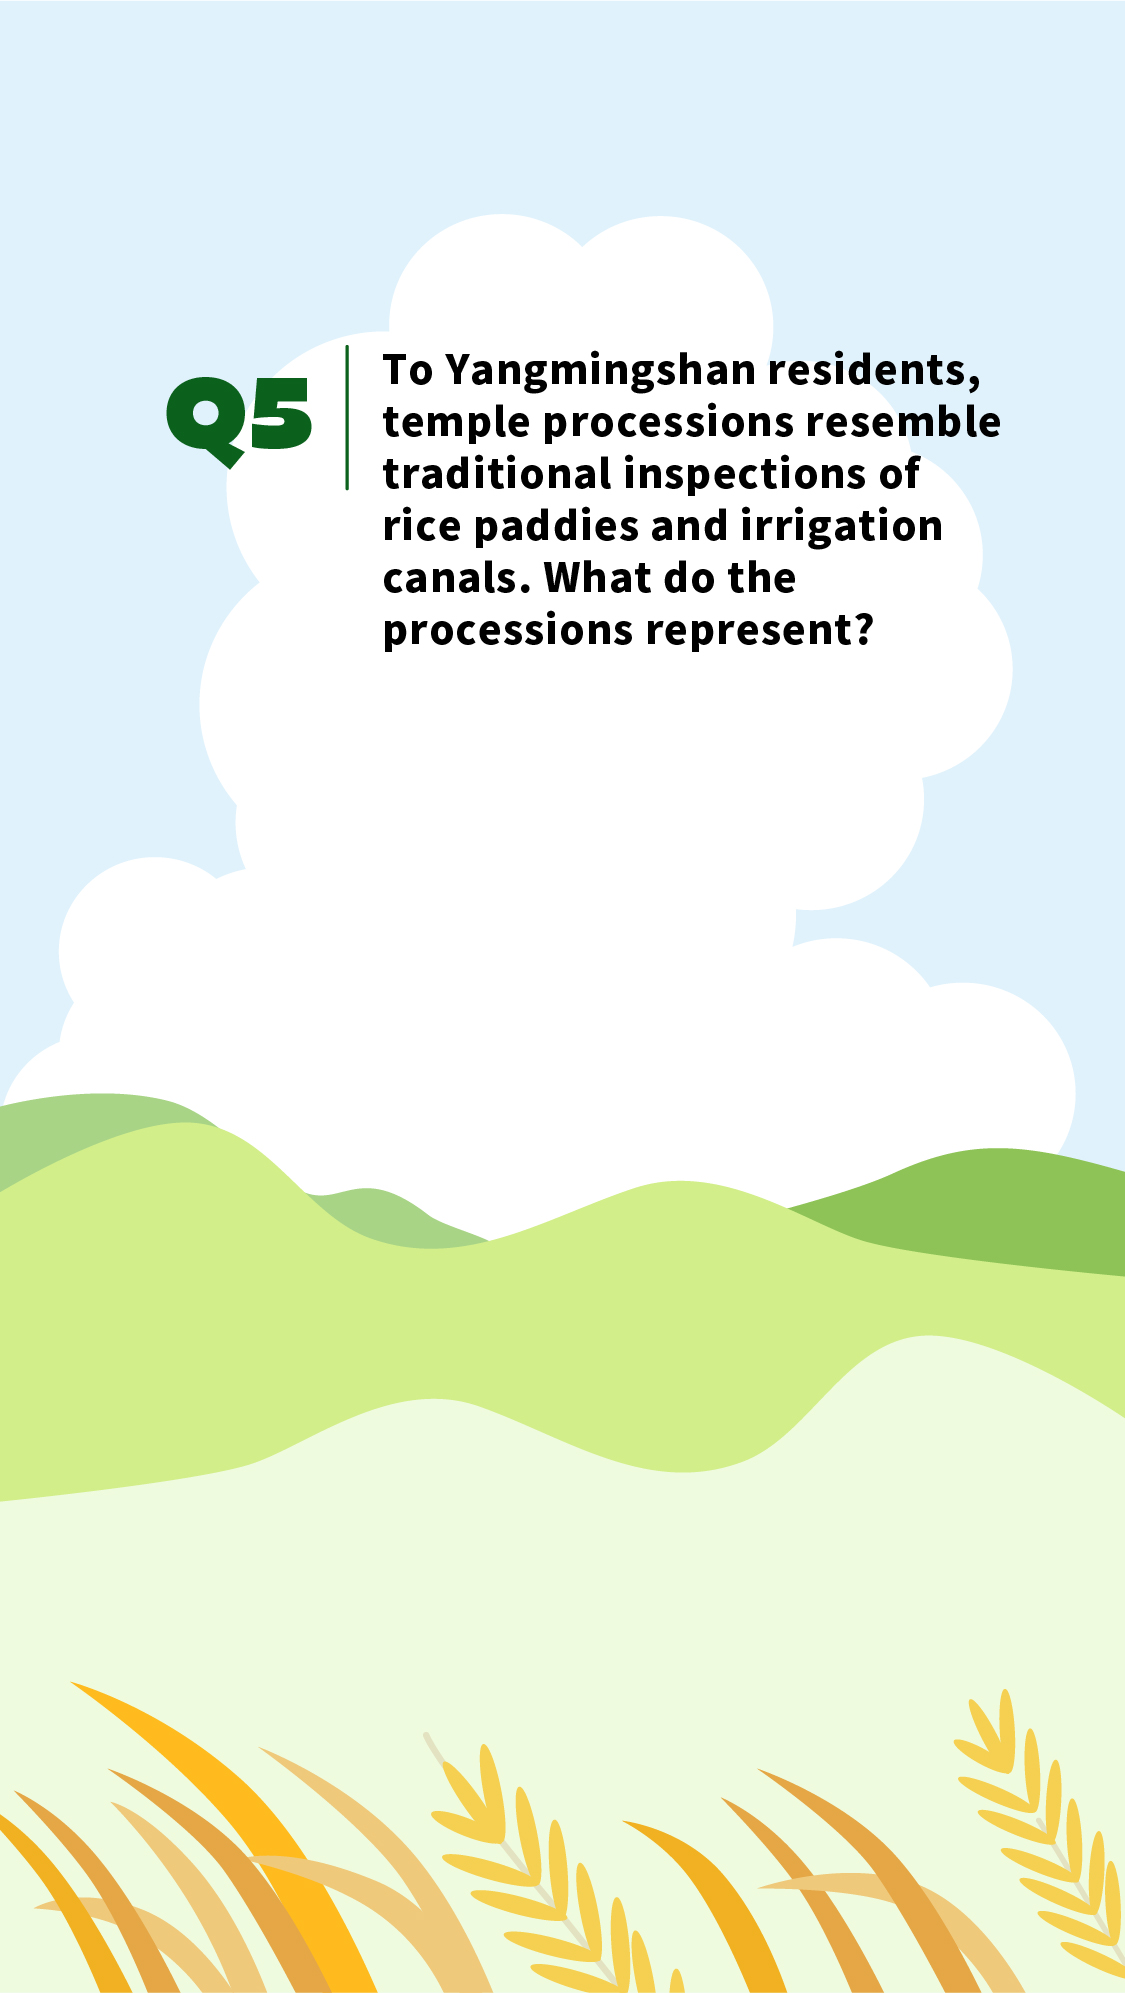 Q5
To Yangmingshan residents,
temple processions resemble
traditional inspections of
rice paddies and irrigation
canals. What do the
processions represent?